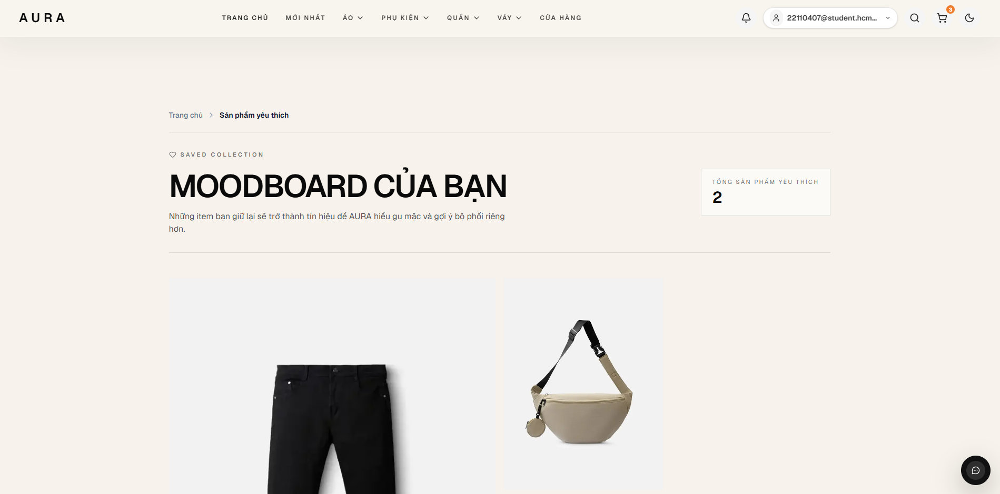 AURA
TRANG CHỦ
MỚI NHẤT
ÁO
PHỤ KIỆN
QUẦN
VÁY
CỬA HÀNG
22110407@student.hcm...
3
Trang chủ
Sản phẩm yêu thích
SAVED COLLECTION
MOODBOARD CỦA BẠN
Những item bạn giữ lại sẽ trở thành tín hiệu để AURA hiểu gu mặc và gợi ý bộ phối riêng
hơn.
TỔNG SẢN PHẨM YÊU THÍCH
2